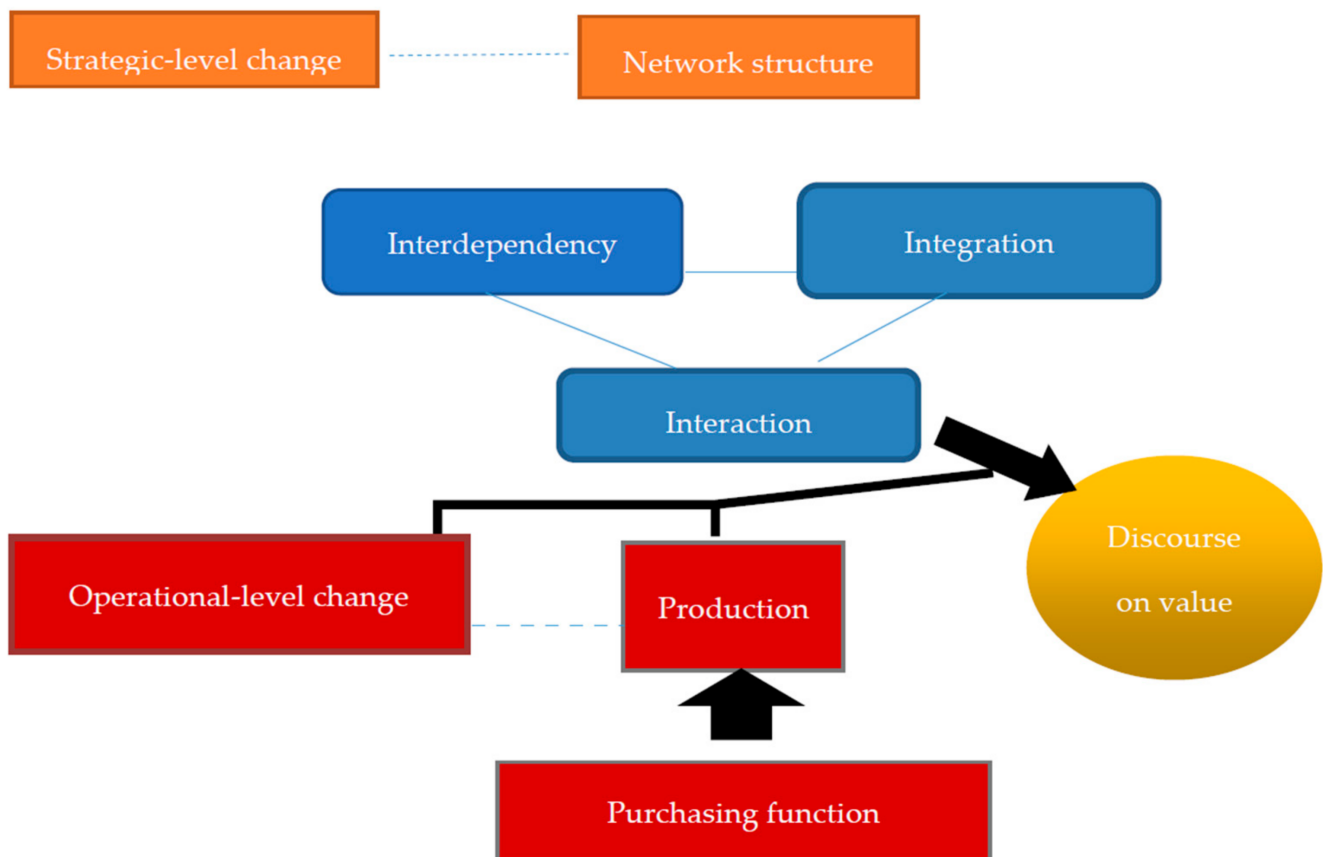 Strategic-level change
Network structure
Interdependency
Integration
Interaction
Discourse
on value
Operational-level change
Production
Purchasing function